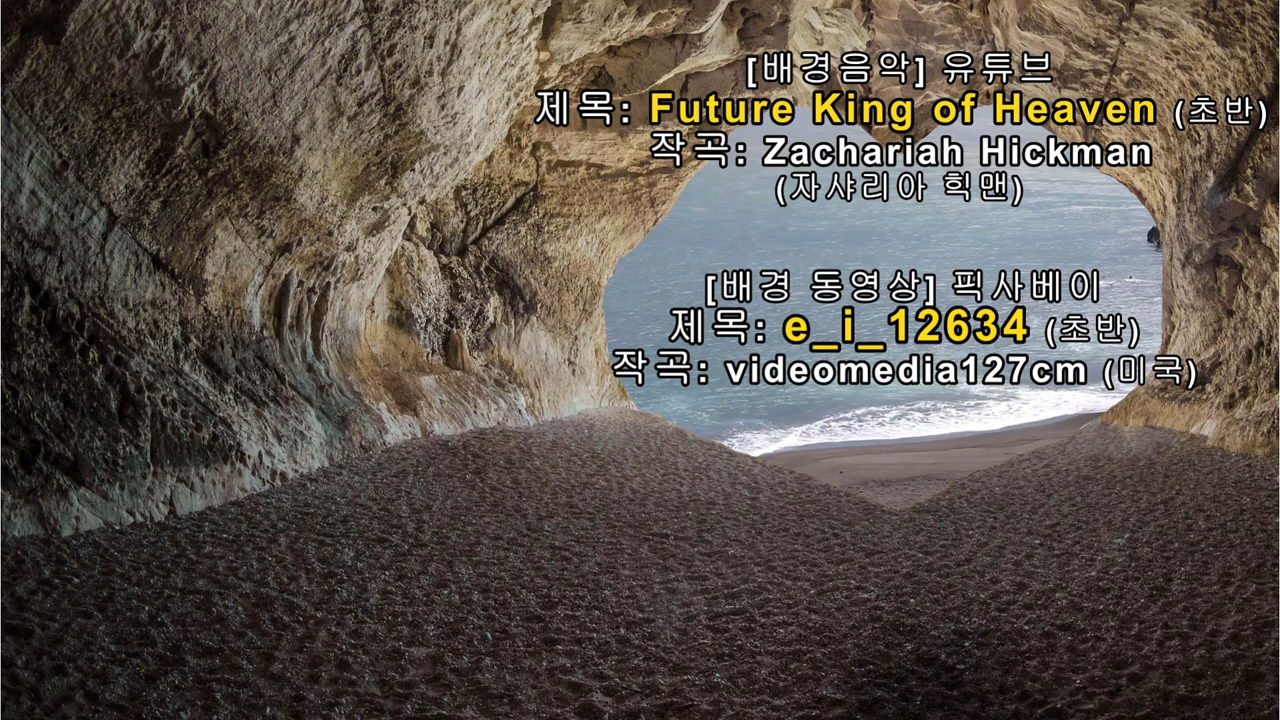 [배경음악] 유튜브
제목: Future King of Heaven (초반)
작곡: Zachariah Hickman
(자샤리아 힉맨)
[배경 동영상] 픽사베이
제목: e_i_12634 (초반)
작곡: videomedia127cm (미국)